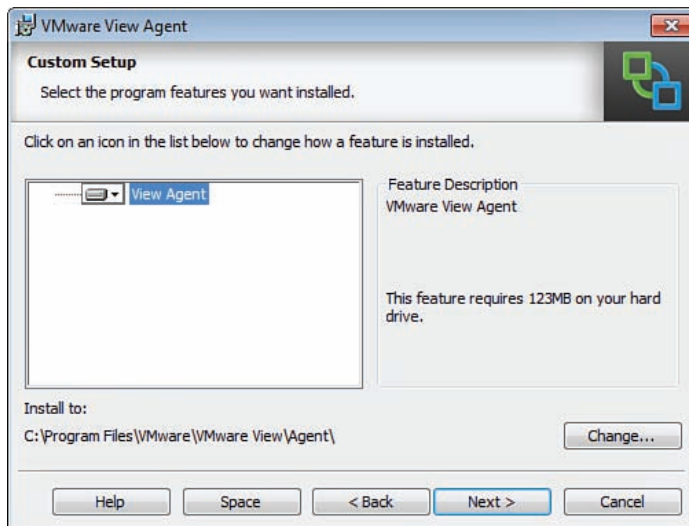 VMware View Agent
Custom Setup
Select the program features you want installed.
Click on an icon in the list below to change how a feature is installed.
View Agent
Feature Description
VMware View Agent
This feature requires 123MB on your hard
drive.
Install to:
C:\Program Files\VMware\VMware View\Agent\
Change...
Help
Space
< Back
Next >
Cancel